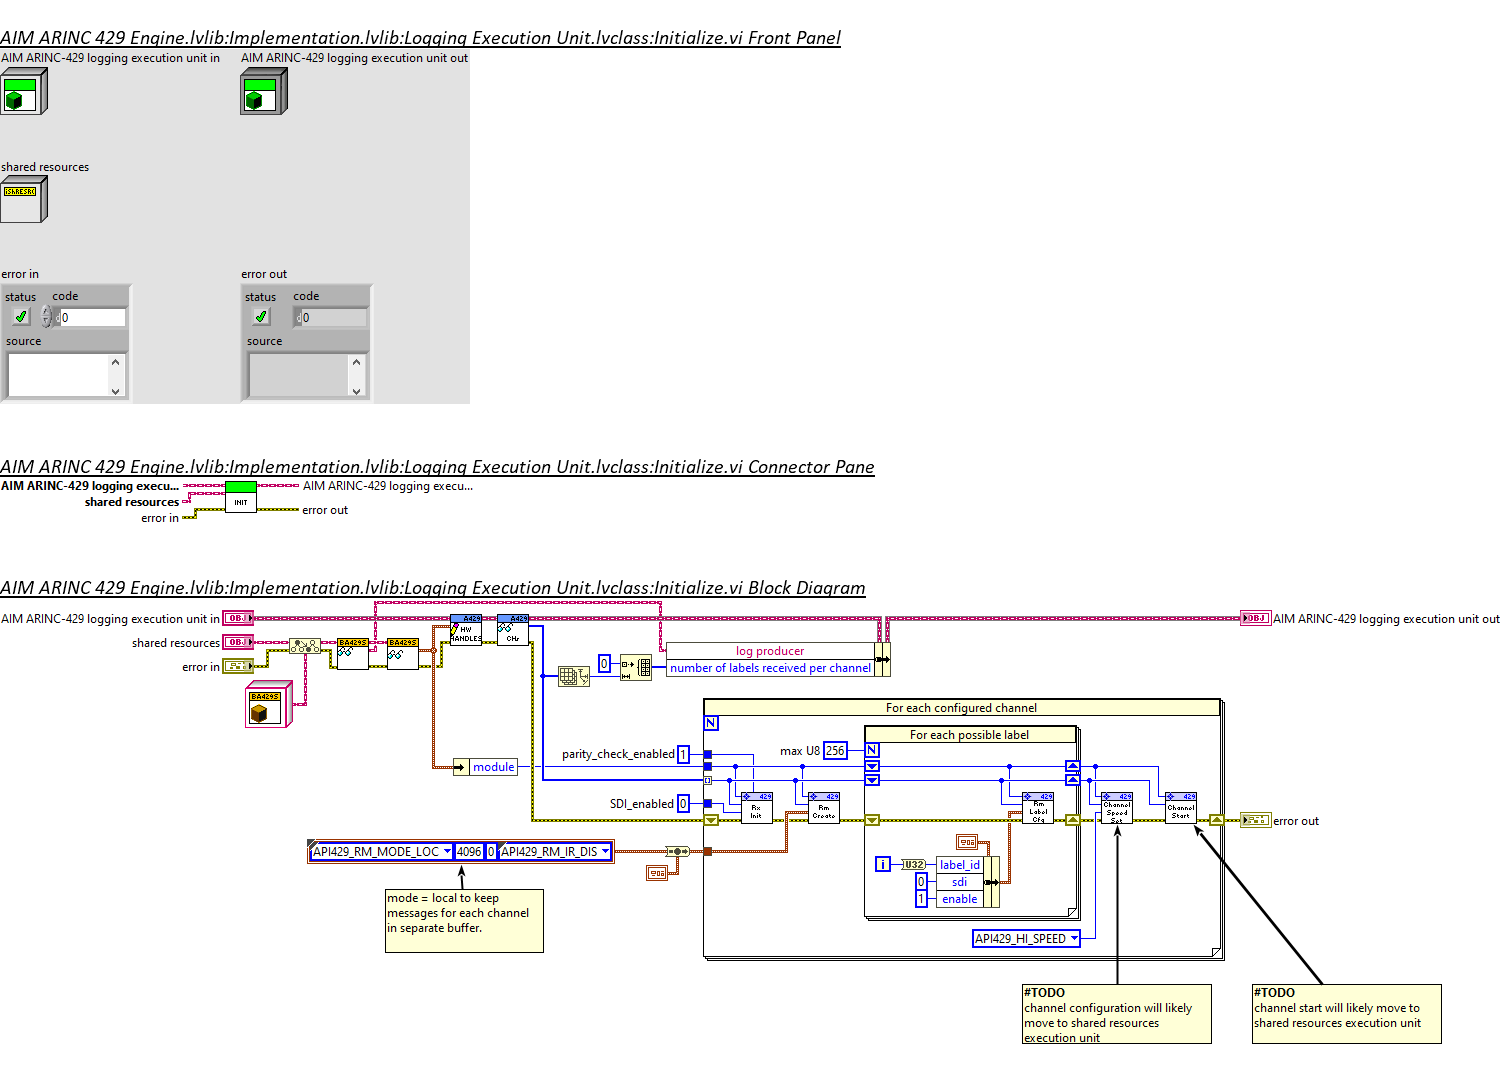 AIM ARINC 429 Engine.lvlib:Implementation.lvlib:Logging Execution Unit.lvclass:Initialize.vi Front Panel
AIM ARINC-429 logging execution unit in
AIM ARINC-429 logging execution unit out
shared resources
iShRESRC
error in
error out
status
code
status
code
0
0
source
source
AIM ARINC 429 Engine.lvlib:Implementation.lvlib:Logging Execution Unit.lvclass:Initialize.vi Connector Pane
AIM ARINC-429 logging execu...
AIM ARINC-429 logging execu...
shared resources
INIT
error in
error out
AIM ARINC 429 Engine.lvlib:Implementation.lvlib:Logging Execution Unit.lvclass:Initialize.vi Block Diagram
AIM ARINC-429 logging execution unit in
OBJ
A429
HW
HANDLES
A429
CHs
OBJ
AIM ARINC-429 logging execution unit out
shared resources
OBJ
BA429S
BA429S
error in
log producer
0
number of labels received per channel
BA429S
For each configured channel
N
For each possible label
parity_check_enabled
1
max U8
256
N
module
SDI_enabled
0
429
Rx
Init
429
Rm
Create
429
Rm
Label
Cfg
429
Channel
Speed
Set
429
Channel
Start
error out
API429_RM_MODE_LOC
4096
0
API429_RM_IR_DIS
i
U32
label_id
0
sdi
1
enable
mode = local to keep
messages for each channel
in separate buffer.
API429_HI_SPEED
#TODO
channel configuration will likely
move to shared resources
execution unit
#TODO
channel start will likely move to
shared resources execution unit